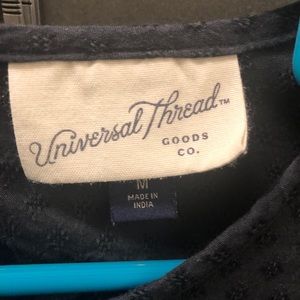 Universal Thread™
GOODS
CO.
M
MADE IN
INDIA